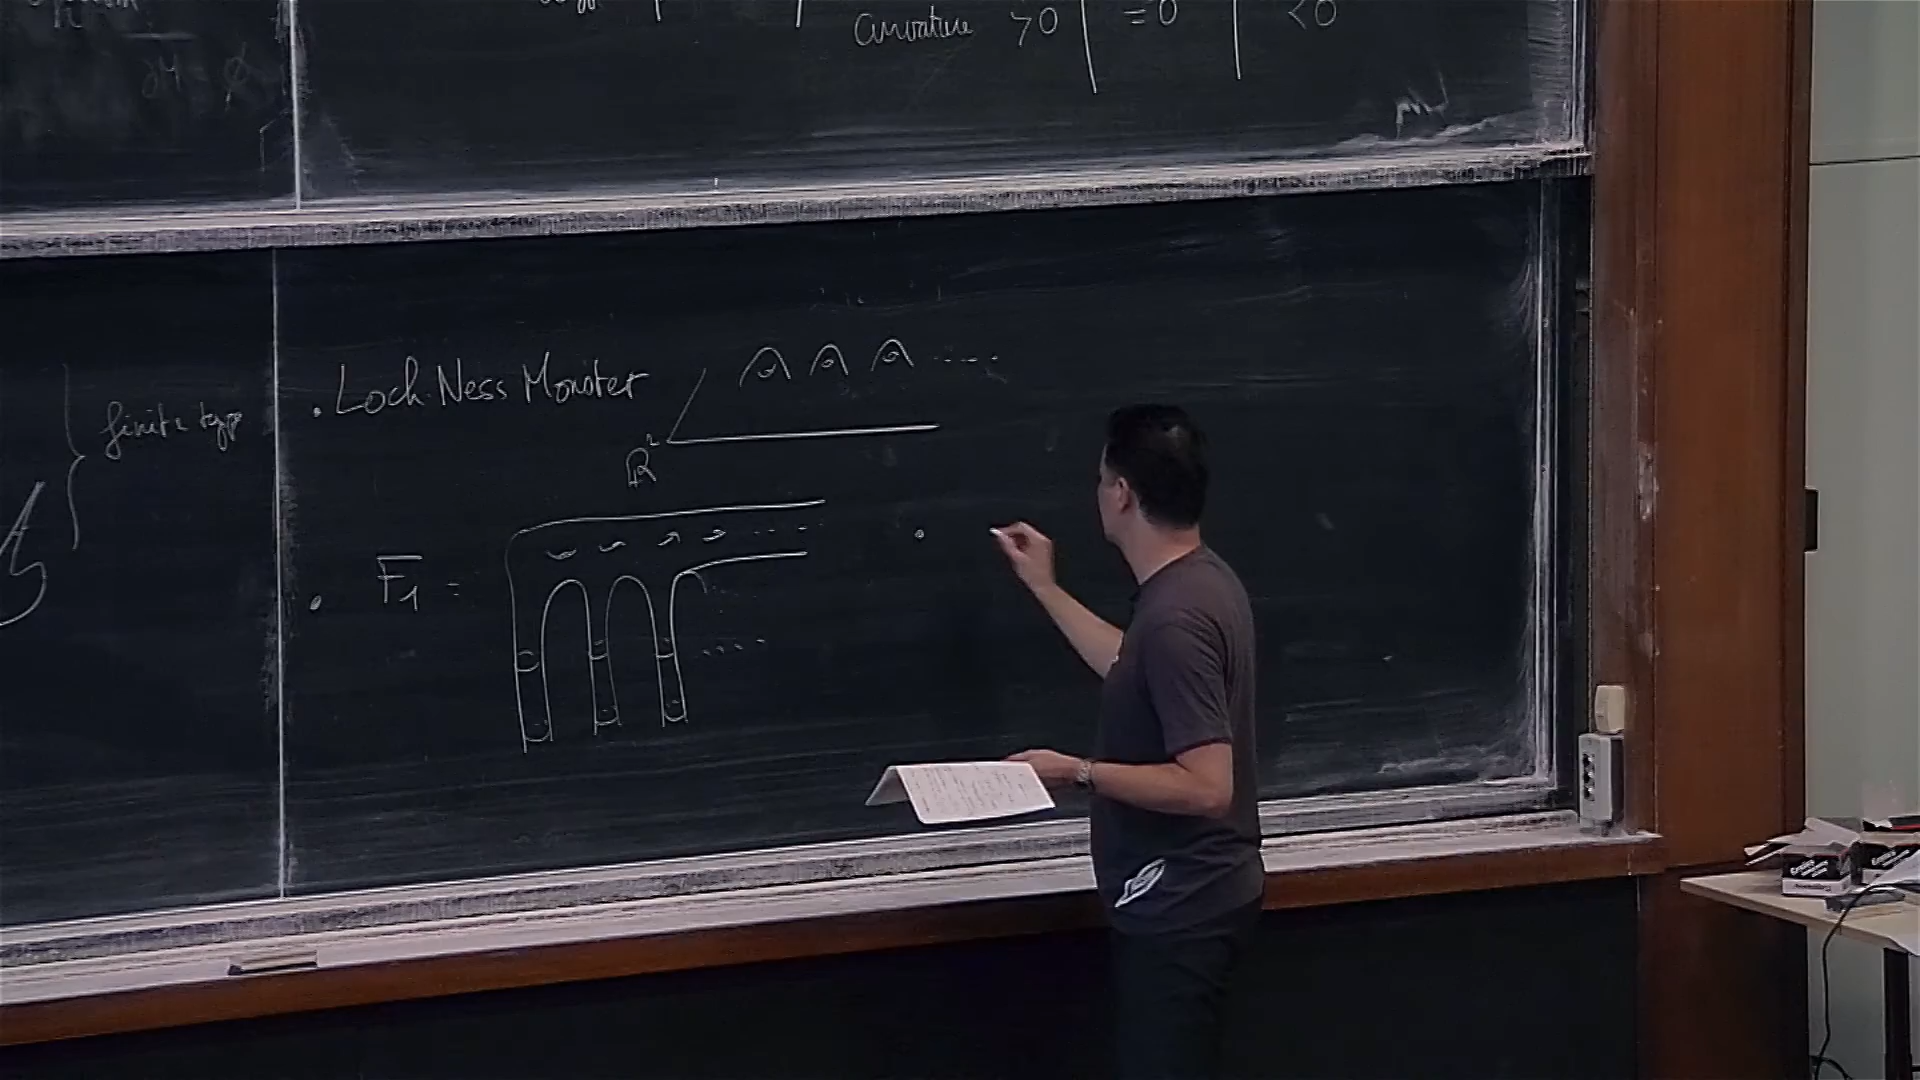 Curvature >0 | =0 | <0
∂M = ∅
finite type
. Loch Ness Monster
R²
. F₁ =